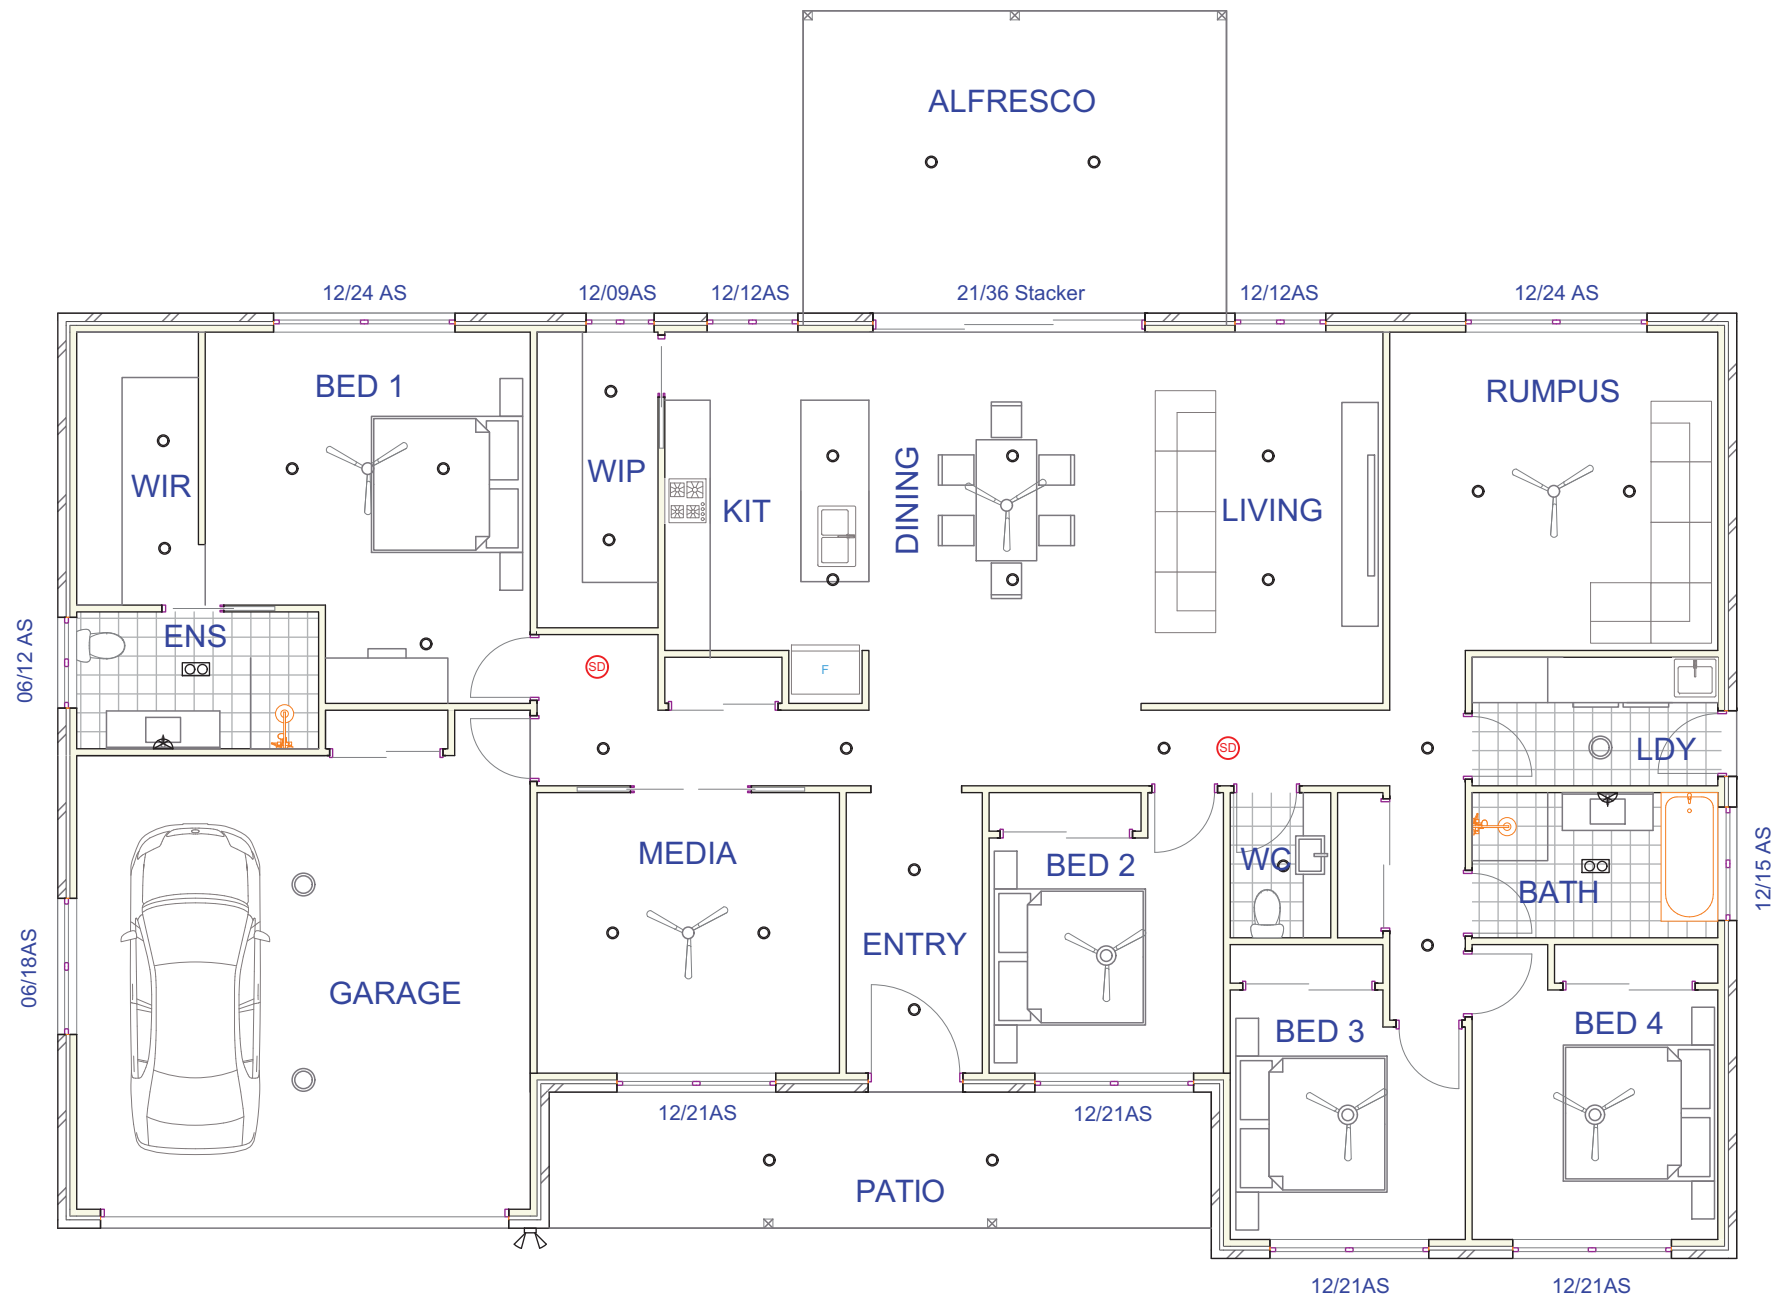 ALFRESCO
12/24 AS
12/09AS
12/12AS
21/36 Stacker
12/12AS
12/24 AS
BED 1
RUMPUS
WIR
WIP
KIT
DINING
LIVING
ENS
06/12 AS
SD
F
SD
LDY
MEDIA
BED 2
WC
BATH
12/15 AS
ENTRY
06/18AS
GARAGE
BED 3
BED 4
12/21AS
12/21AS
PATIO
12/21AS
12/21AS